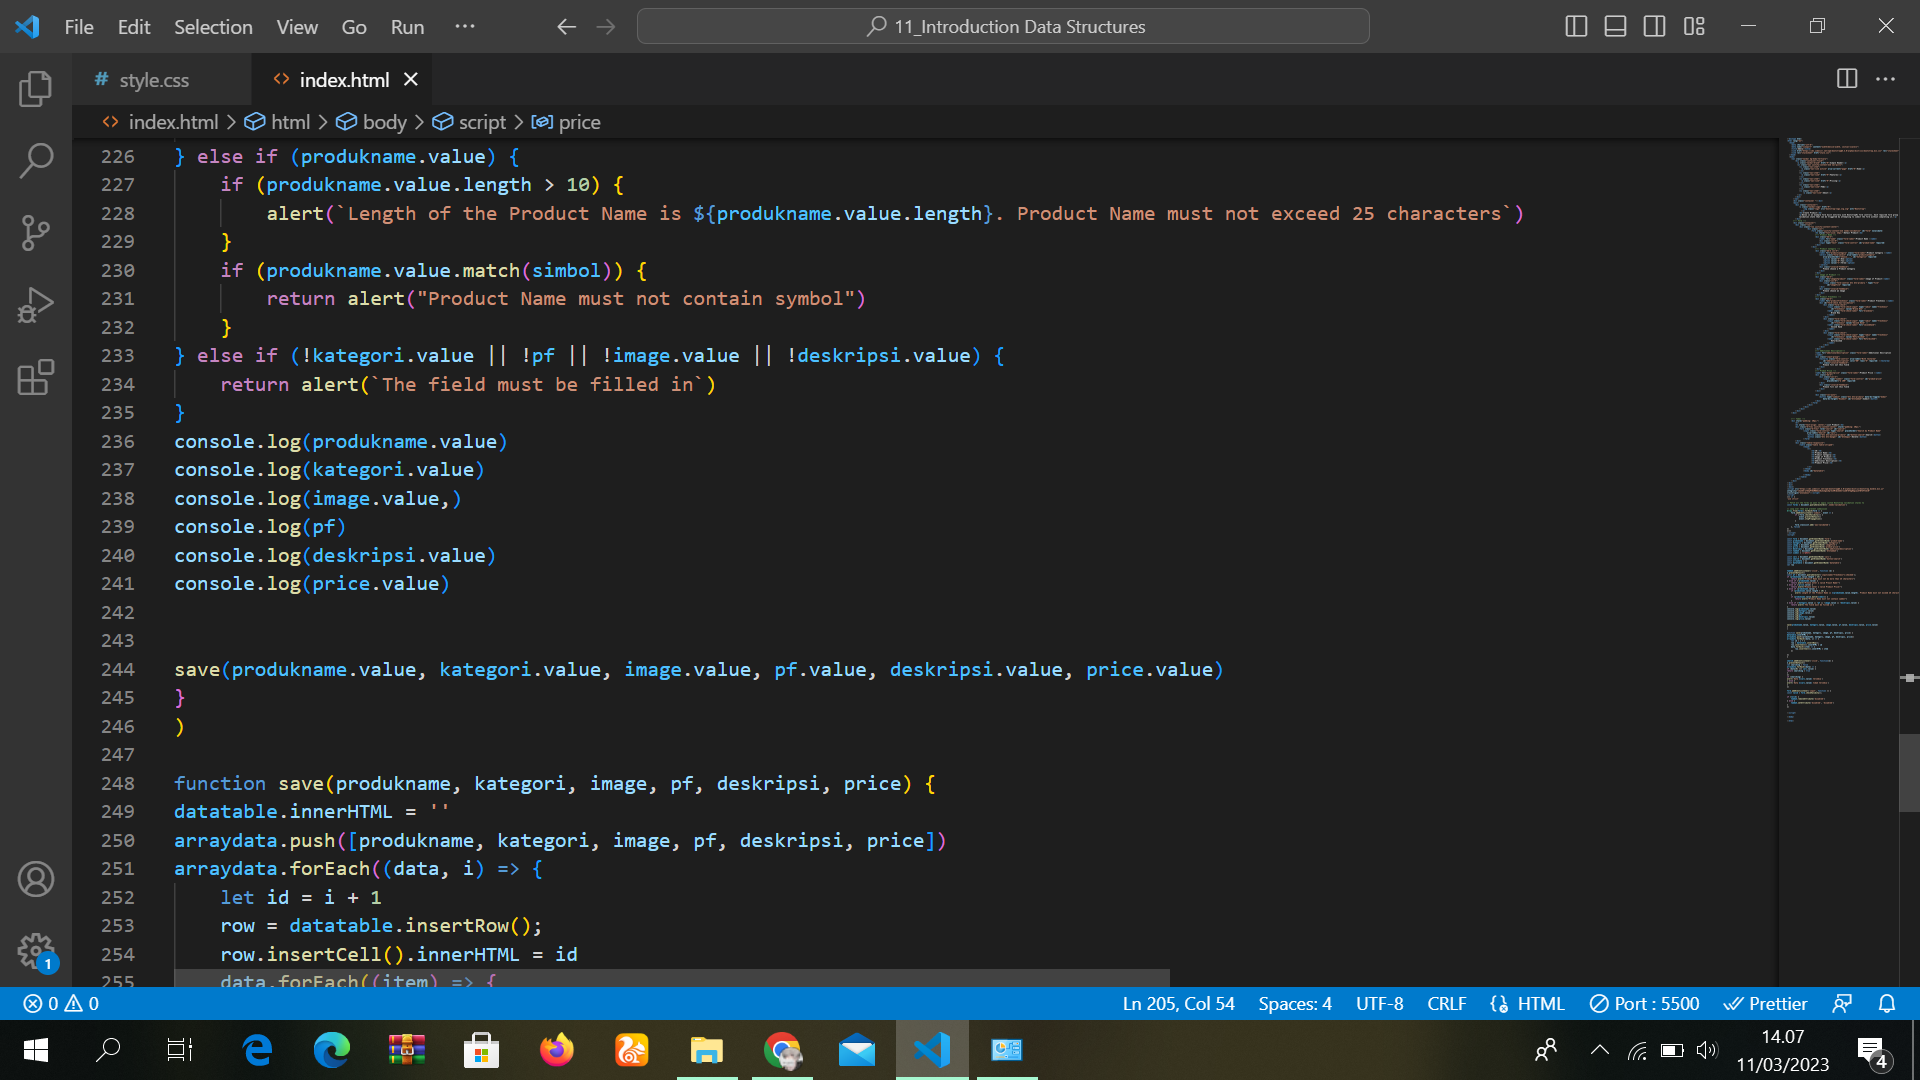 File Edit Selection View Go Run ··· 11_Introduction Data Structures
# style.css <> index.html
<> index.html > html > body > script > price
226 } else if (produkname.value) {
227 if (produkname.value.length > 10) {
228 alert(`Length of the Product Name is ${produkname.value.length}. Product Name must not exceed 25 characters`)
229 }
230 if (produkname.value.match(simbol)) {
231 return alert("Product Name must not contain symbol")
232 }
233 } else if (!kategori.value || !pf || !image.value || !deskripsi.value) {
234 return alert(`The field must be filled in`)
235 }
236 console.log(produkname.value)
237 console.log(kategori.value)
238 console.log(image.value,)
239 console.log(pf)
240 console.log(deskripsi.value)
241 console.log(price.value)
242
243
244 save(produkname.value, kategori.value, image.value, pf.value, deskripsi.value, price.value)
245 }
246 )
247
248 function save(produkname, kategori, image, pf, deskripsi, price) {
249 datatable.innerHTML = ''
250 arraydata.push([produkname, kategori, image, pf, deskripsi, price])
251 arraydata.forEach((data, i) => {
252 let id = i + 1
253 row = datatable.insertRow();
254 row.insertCell().innerHTML = id
255 data.forEach((item) => {
1
0 0 Ln 205, Col 54 Spaces: 4 UTF-8 CRLF HTML Port : 5500 Prettier
14.07
11/03/2023
4